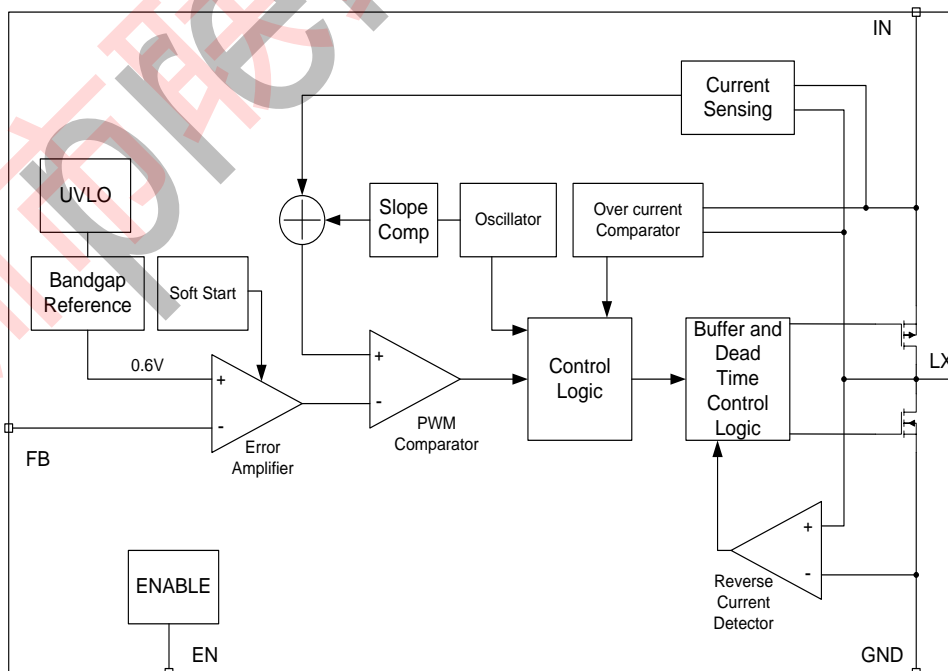 IN
Current
Sensing
UVLO
Slope
Comp
Oscillator
Over current
Comparator
Bandgap
Reference
Soft Start
Buffer and
Dead
Time
Control
Logic
0.6V
+
-
+
-
Control
Logic
LX
PWM
Comparator
Error
Amplifier
FB
+
-
ENABLE
Reverse
Current
Detector
EN
GND